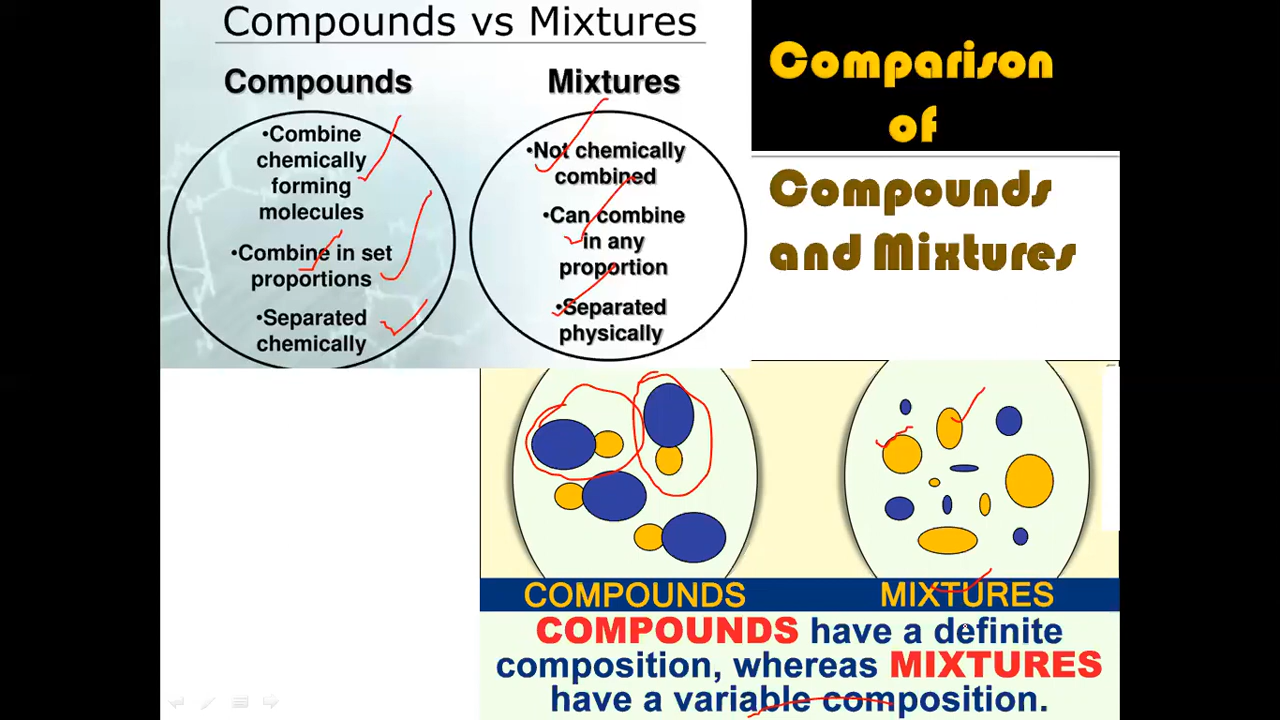 Compounds vs Mixtures
Compounds
•Combine
chemically
forming
molecules
•Combine in set
proportions
•Separated
chemically
Mixtures
•Not chemically
combined
•Can combine
in any
proportion
•Separated
physically
Comparison
of
Compounds
and Mixtures
COMPOUNDS
MIXTURES
COMPOUNDS have a definite
composition, whereas MIXTURES
have a variable composition.